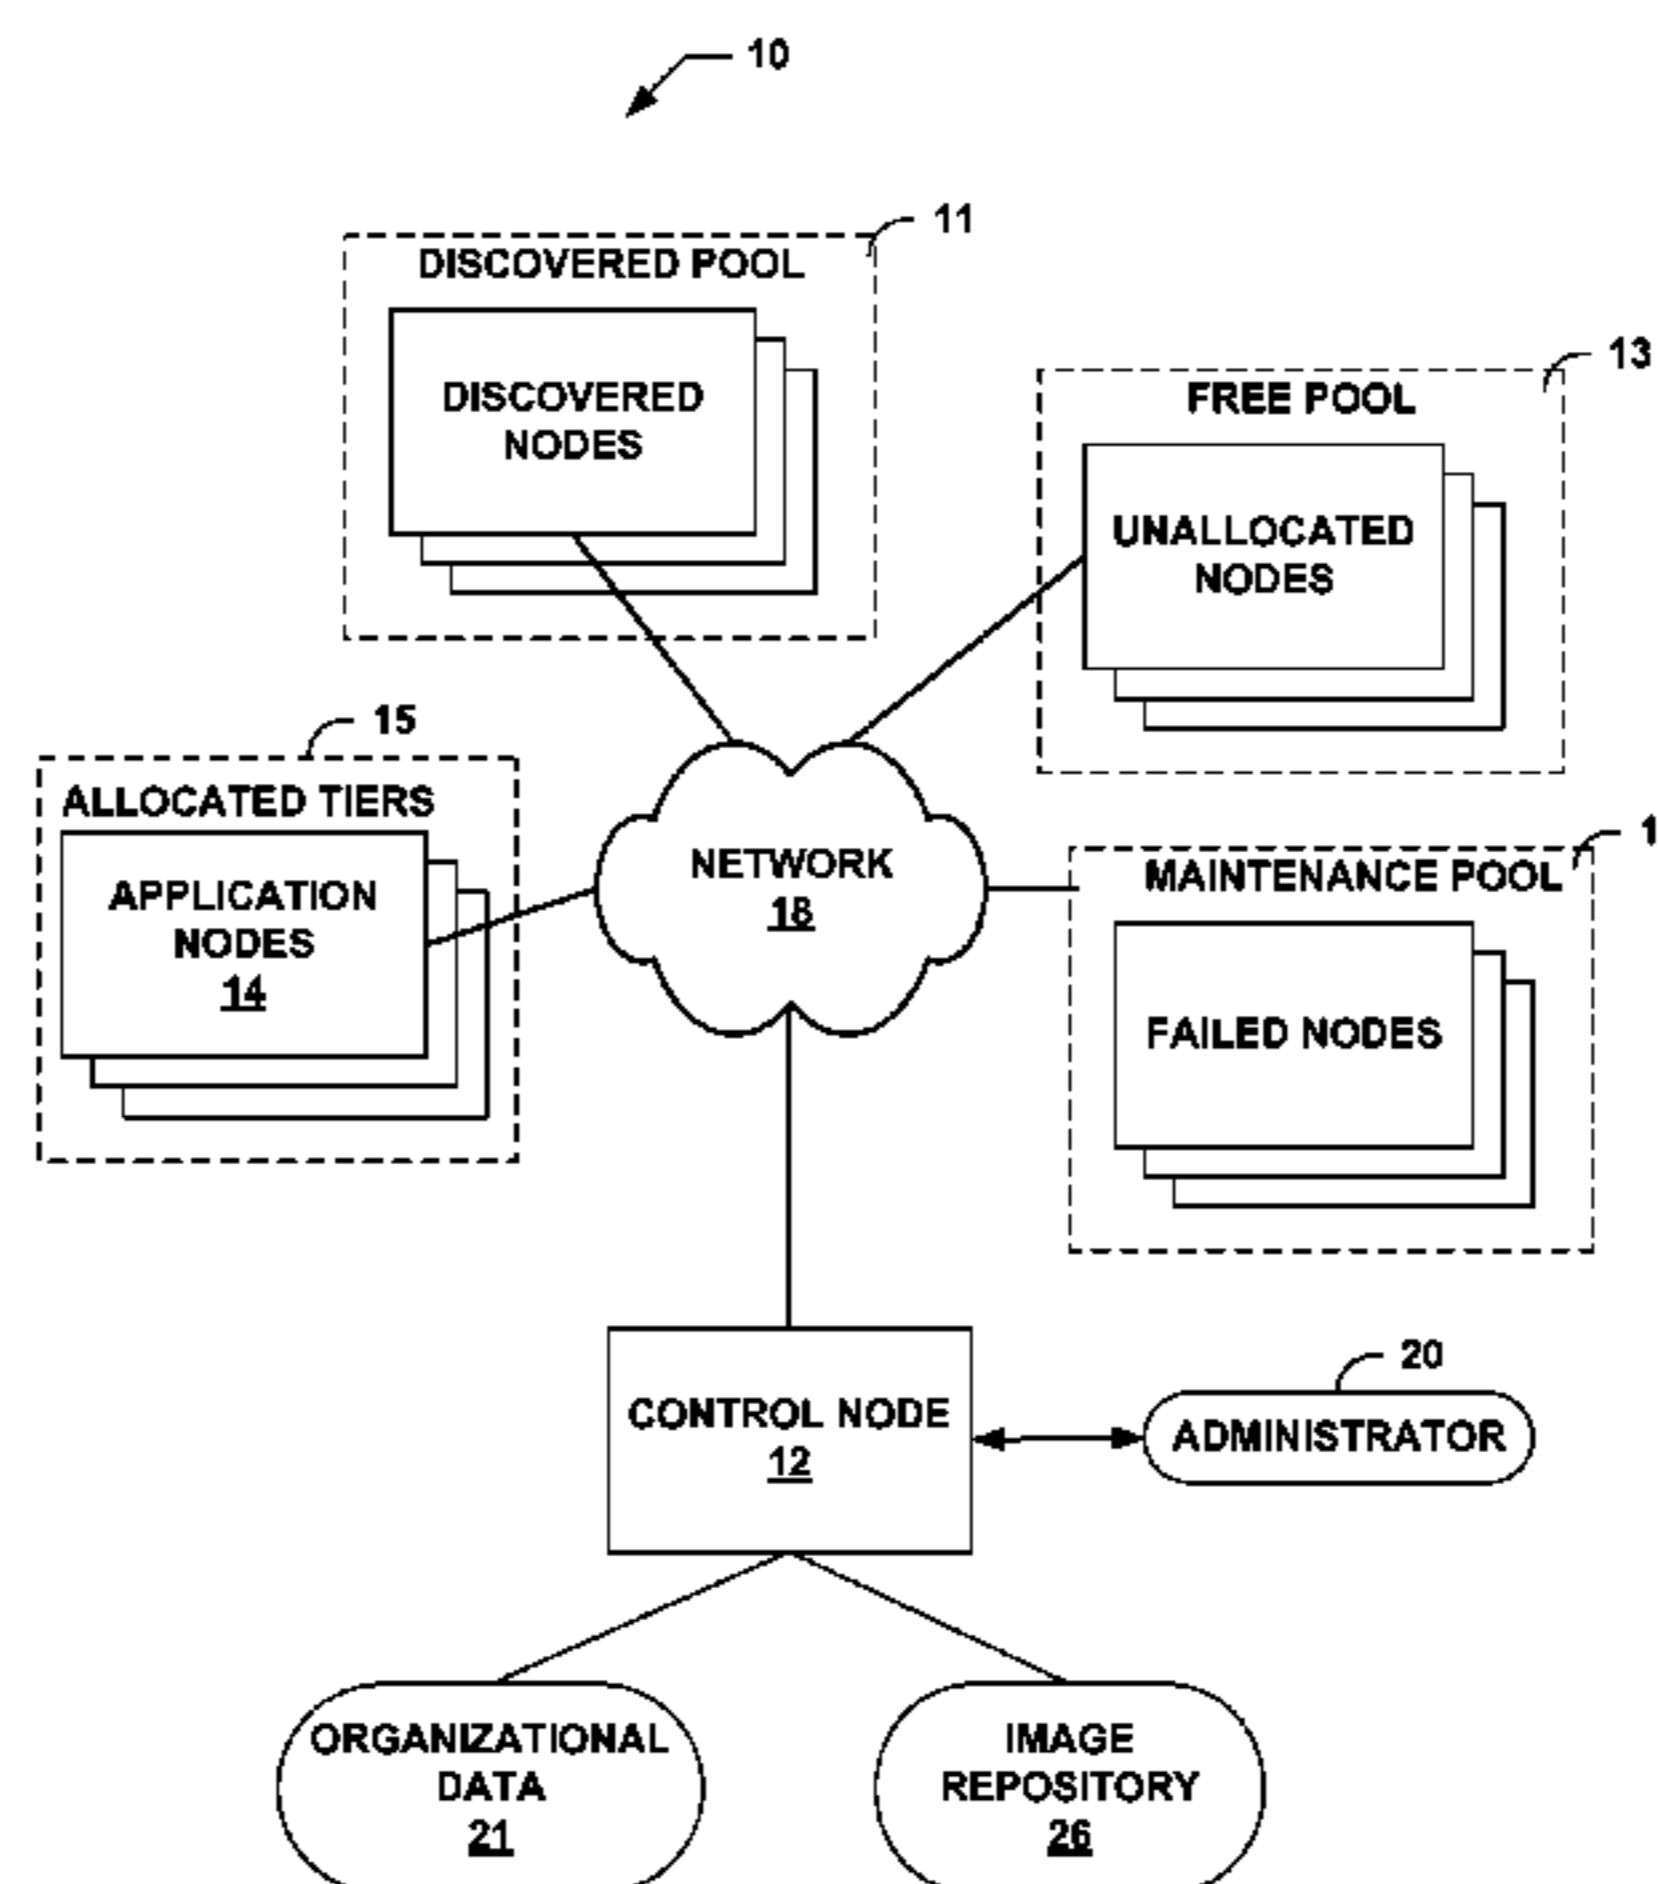 10
11
DISCOVERED POOL
DISCOVERED
NODES
13
FREE POOL
UNALLOCATED
NODES
15
ALLOCATED TIERS
APPLICATION
NODES
14
NETWORK
18
1
MAINTENANCE POOL
FAILED NODES
CONTROL NODE
12
20
ADMINISTRATOR
ORGANIZATIONAL
DATA
21
IMAGE
REPOSITORY
26